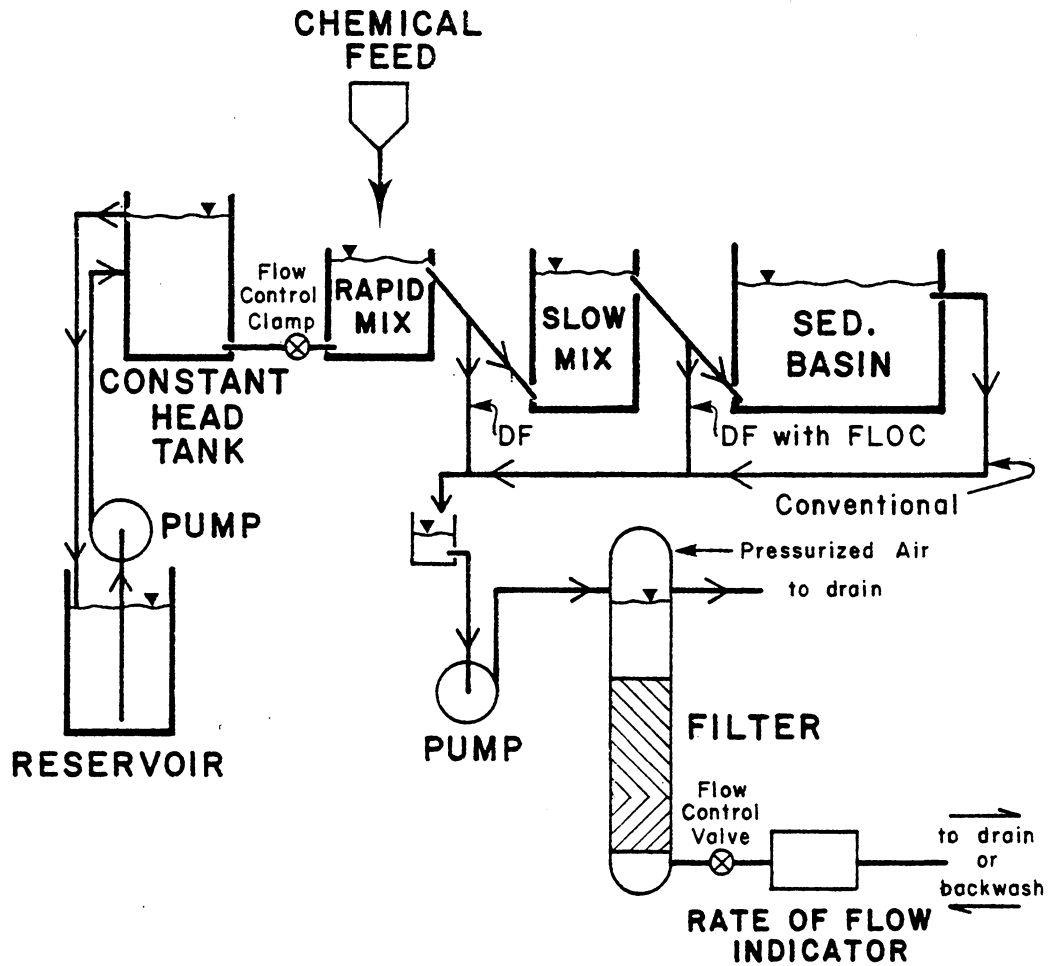 CHEMICAL
FEED
Flow
Control
Clamp
RAPID
MIX
SLOW
MIX
SED.
BASIN
CONSTANT
HEAD
TANK
DF
DF with FLOC
Conventional
PUMP
Pressurized Air
to drain
RESERVOIR
PUMP
FILTER
Flow
Control
Valve
to drain
or
backwash
RATE OF FLOW
INDICATOR